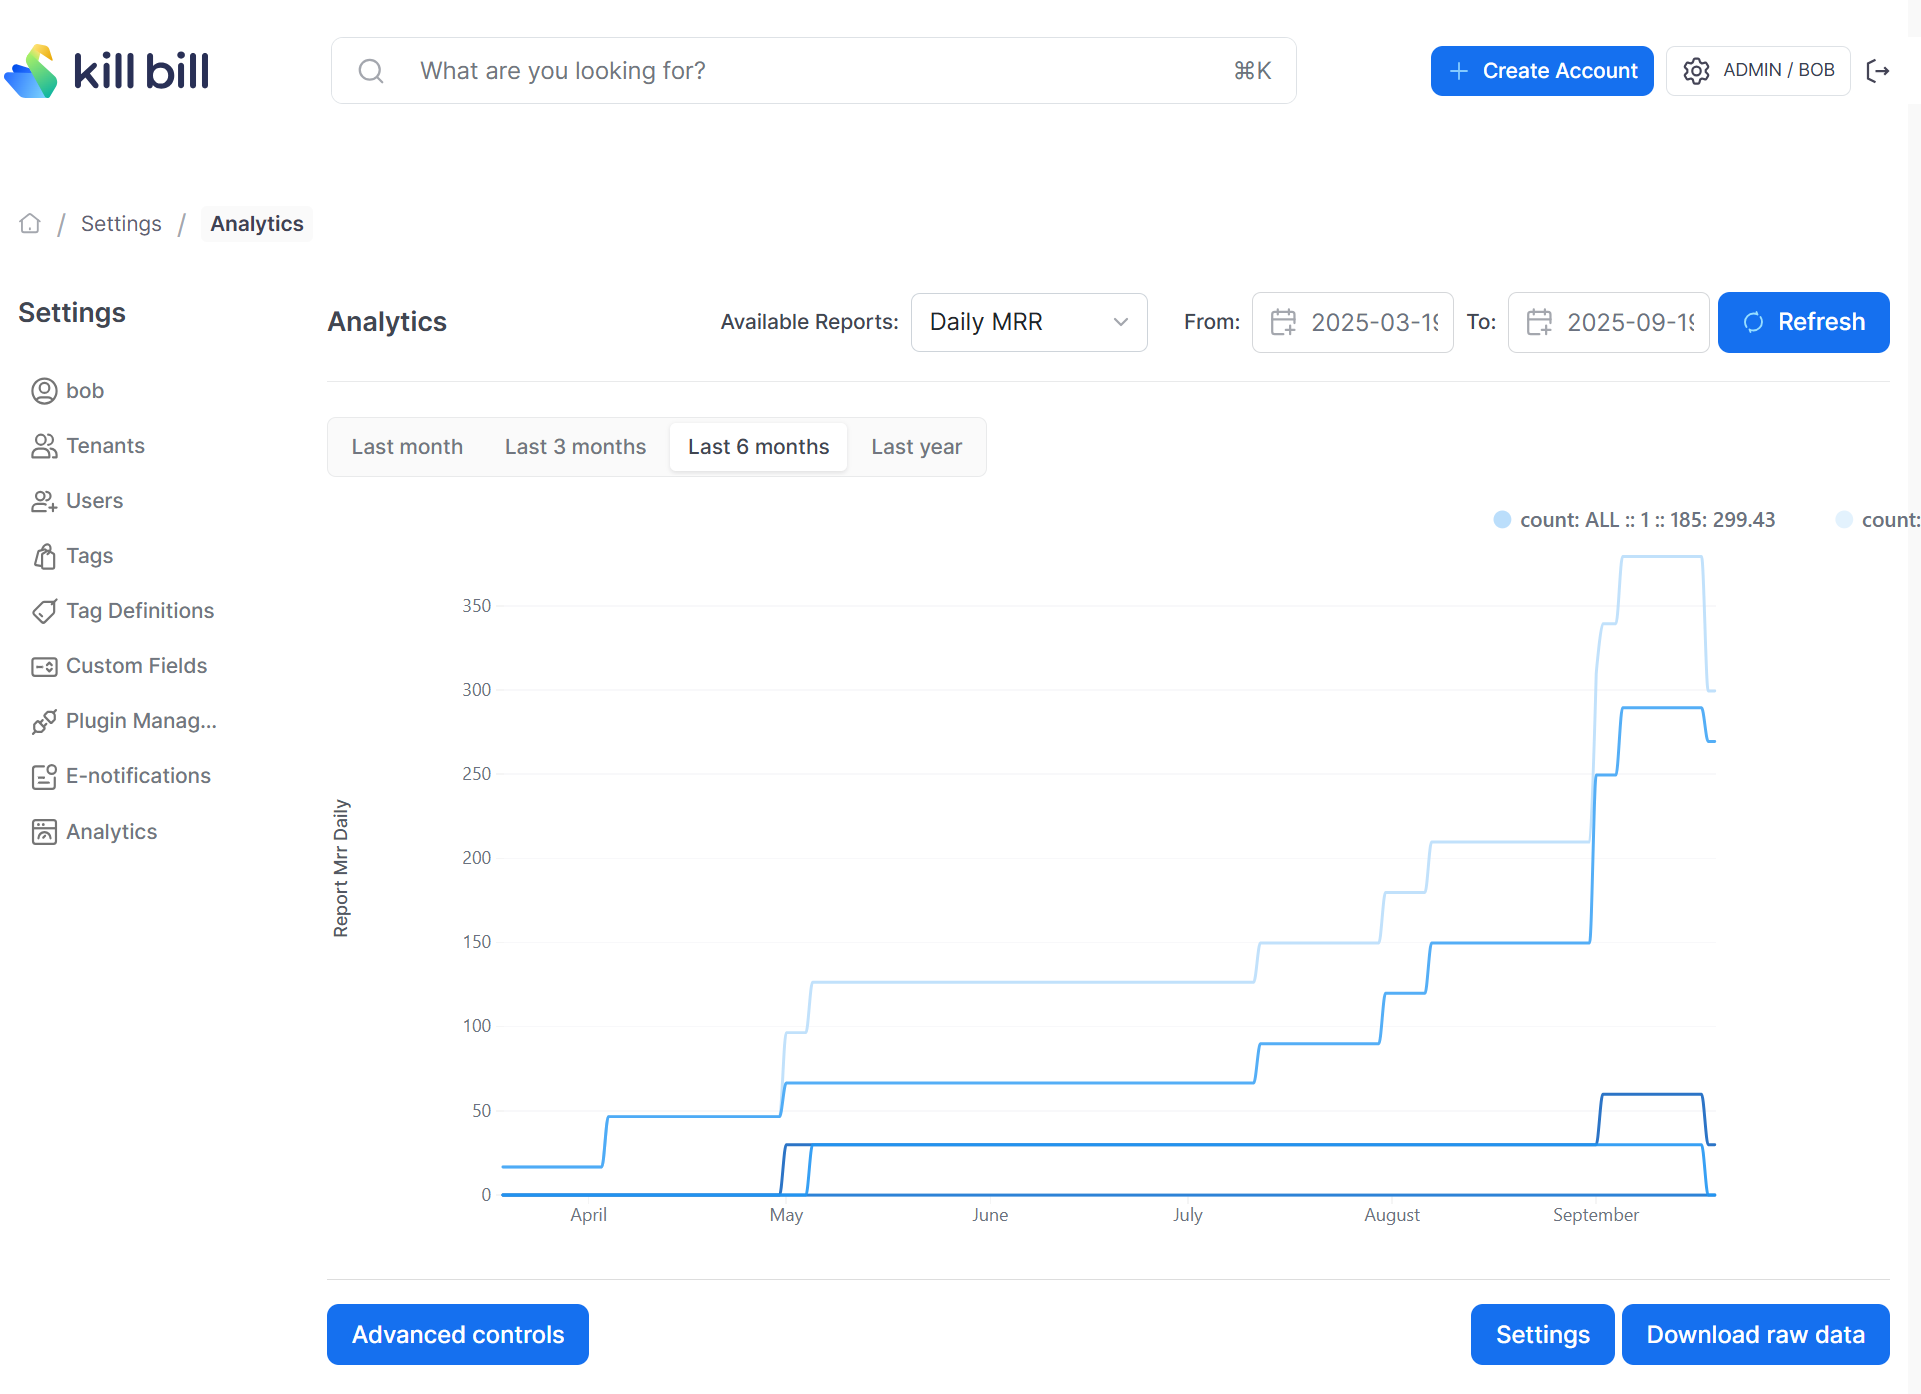 kill bill
What are you looking for?
⌘K
Create Account
ADMIN / BOB
/ Settings / Analytics
Settings
bob
Tenants
Users
Tags
Tag Definitions
Custom Fields
Plugin Manag...
E-notifications
Analytics
Analytics
Available Reports:
Daily MRR
From:
2025-03-19
To:
2025-09-19
Refresh
Last month
Last 3 months
Last 6 months
Last year
count: ALL :: 1 :: 185: 299.43
count:
Report Mrr Daily
350
300
250
200
150
100
50
0
April
May
June
July
August
September
Advanced controls
Settings
Download raw data